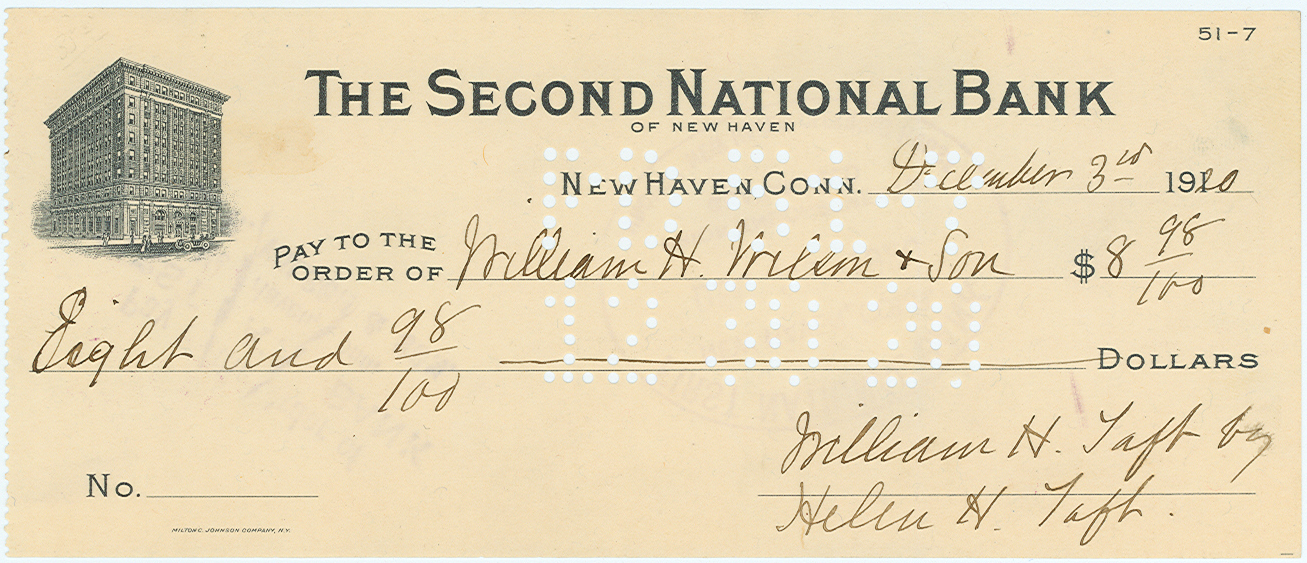 51-7
THE SECOND NATIONAL BANK
OF NEW HAVEN
NEW HAVEN CONN. December 3rd 1920
PAY TO THE ORDER OF William H. Wilson + Son $ 8 98/100
Eight and 98/100 DOLLARS
William H. Taft by
Helen H. Taft.
No.
MILTON C. JOHNSON COMPANY, N.Y.